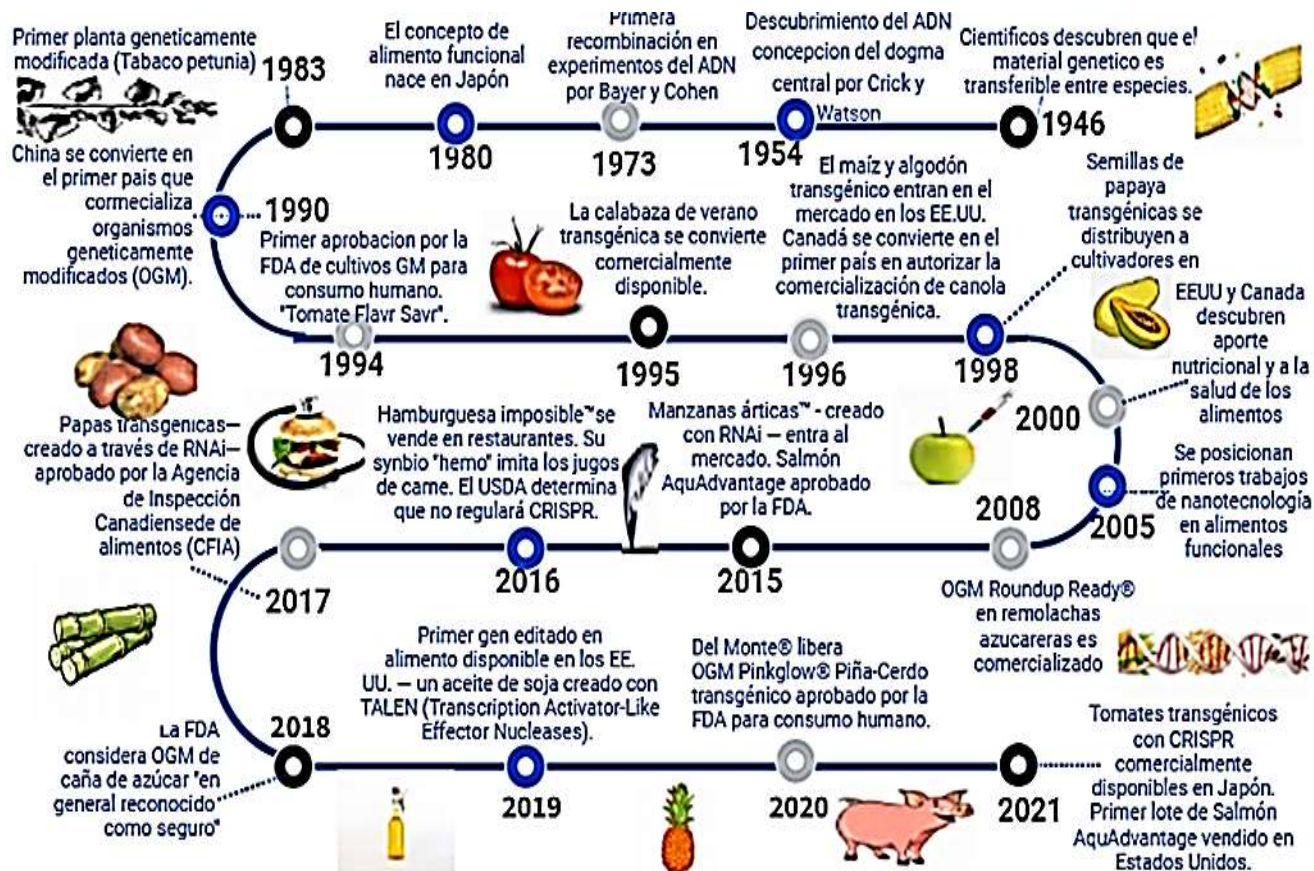 Primer planta geneticamente
modificada (Tabaco petunia)
1983
El concepto de
alimento funcional
nace en Japón
1980
Primera
recombinación en
experimentos del ADN
por Bayer y Cohen
1973
Descubrimiento del ADN
concepcion del dogma
central por Crick y
Watson
1954
Científicos descubren que el
material genetico es
transferible entre especies.
1946
China se convierte en
el primer pais que
cormecializa
organismos
geneticamente
modificados (OGM).
1990
Primer aprobacion por la
FDA de cultivos GM para
consumo humano.
"Tomate Flavr Savr".
1994
La calabaza de verano
transgénica se convierte
comercialmente
disponible.
1995
El maíz y algodón
transgénico entran en el
mercado en los EE.UU.
Canadá se convierte en el
primer país en autorizar la
comercialización de canola
transgénica.
1996
Semillas de
papaya
transgénicas se
distribuyen a
cultivadores en
1998
EEUU y Canada
descubren
aporte
nutricional y a la
salud de los
alimentos
2000
Se posicionan
primeros trabajos
de nanotecnología
en alimentos
funcionales
2005
2008
OGM Roundup Ready®
en remolachas
azucareras es
comercializado
Manzanas árticas™ - creado
con RNAi – entra al
mercado. Salmón
AquAdvantage aprobado
por la FDA.
2015
Hamburguesa imposible™ se
vende en restaurantes. Su
synbio "hemo" imita los jugos
de carne. El USDA determina
que no regulará CRISPR.
2016
Papas transgenicas–
creado a través de RNAi–
aprobado por la Agencia
de Inspección
Canadiensede de
alimentos (CFIA)
2017
La FDA
considera OGM de
caña de azúcar "en
general reconocido
como seguro"
2018
Primer gen editado en
alimento disponible en los EE.
UU. – un aceite de soja creado con
TALEN (Transcription Activator-Like
Effector Nucleases).
2019
Del Monte® libera
OGM Pinkglow® Piña-Cerdo
transgénico aprobado por la
FDA para consumo humano.
2020
Tomates transgénicos
con CRISPR
comercialmente
disponibles en Japón.
Primer lote de Salmón
AquAdvantage vendido en
Estados Unidos.
2021